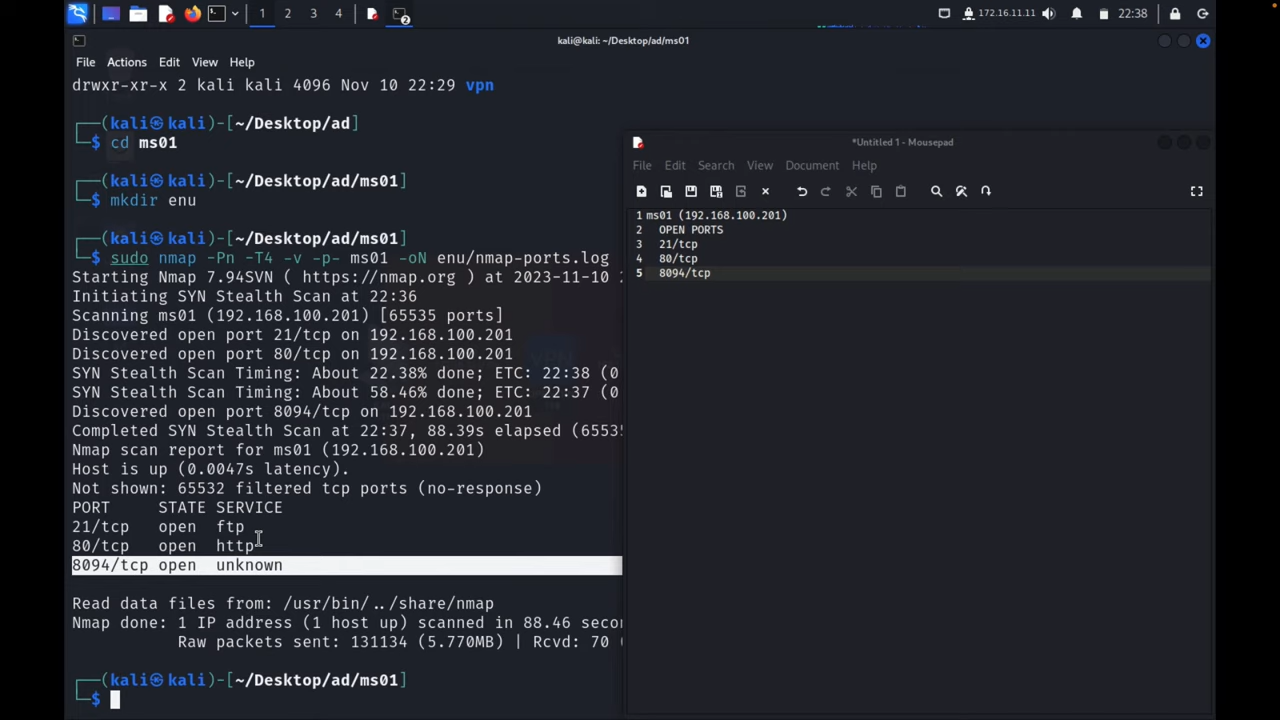 1
2
3
4
2
172.16.11.11
22:38
kali@kali: ~/Desktop/ad/ms01
File Actions Edit View Help
drwxr-xr-x 2 kali kali 4096 Nov 10 22:29 vpn
┌──(kali㉿kali)-[~/Desktop/ad]
└─$ cd ms01
┌──(kali㉿kali)-[~/Desktop/ad/ms01]
└─$ mkdir enu
┌──(kali㉿kali)-[~/Desktop/ad/ms01]
└─$ sudo nmap -Pn -T4 -v -p- ms01 -oN enu/nmap-ports.log
Starting Nmap 7.94SVN ( https://nmap.org ) at 2023-11-10 2
Initiating SYN Stealth Scan at 22:36
Scanning ms01 (192.168.100.201) [65535 ports]
Discovered open port 21/tcp on 192.168.100.201
Discovered open port 80/tcp on 192.168.100.201
SYN Stealth Scan Timing: About 22.38% done; ETC: 22:38 (0
SYN Stealth Scan Timing: About 58.46% done; ETC: 22:37 (0
Discovered open port 8094/tcp on 192.168.100.201
Completed SYN Stealth Scan at 22:37, 88.39s elapsed (6553
Nmap scan report for ms01 (192.168.100.201)
Host is up (0.0047s latency).
Not shown: 65532 filtered tcp ports (no-response)
PORT STATE SERVICE
21/tcp open ftp
80/tcp open http
8094/tcp open unknown
Read data files from: /usr/bin/../share/nmap
Nmap done: 1 IP address (1 host up) scanned in 88.46 seco
Raw packets sent: 131134 (5.770MB) | Rcvd: 70 (
┌──(kali㉿kali)-[~/Desktop/ad/ms01]
└─$
*Untitled 1 - Mousepad
File Edit Search View Document Help
1 ms01 (192.168.100.201)
2 OPEN PORTS
3 21/tcp
4 80/tcp
5 8094/tcp